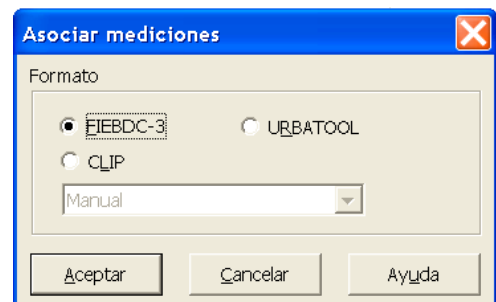 Asociar mediciones
Formato
FIEBDC-3 URBATOOL
CLIP
Manual
Aceptar Cancelar Ayuda